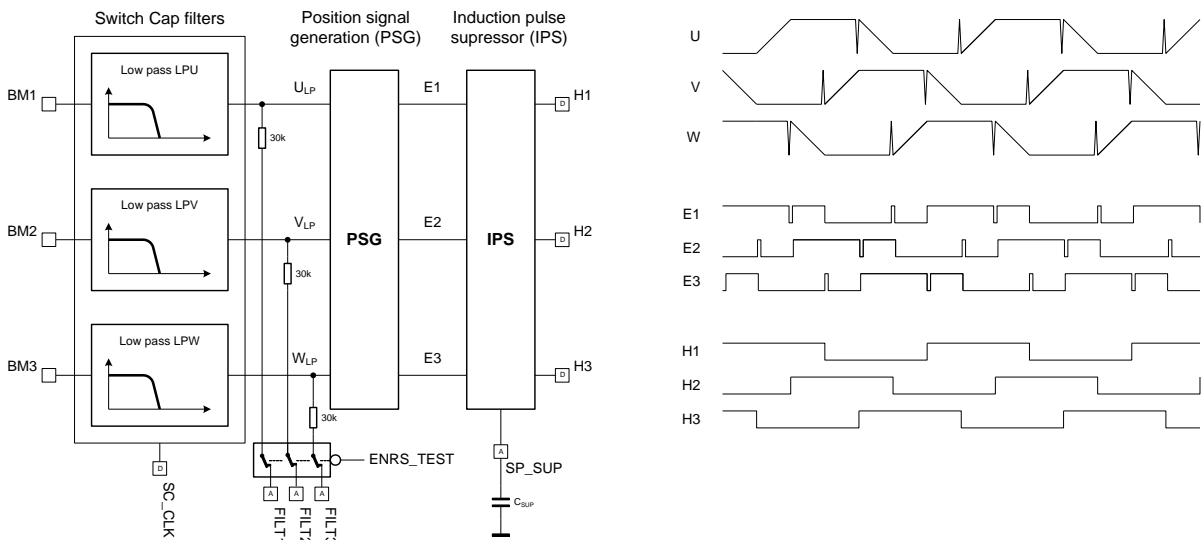 Switch Cap filters
Position signal
generation (PSG)
Induction pulse
supressor (IPS)
Low pass LPU
BM1
ULP
E1
H1
D
30k
Low pass LPV
BM2
VLP
E2
H2
D
PSG
IPS
30k
Low pass LPW
BM3
WLP
E3
H3
D
30k
ENRS_TEST
A
SP_SUP
CSUP
D
SC_CLK
A A A
FILT2
U
V
W
E1
E2
E3
H1
H2
H3